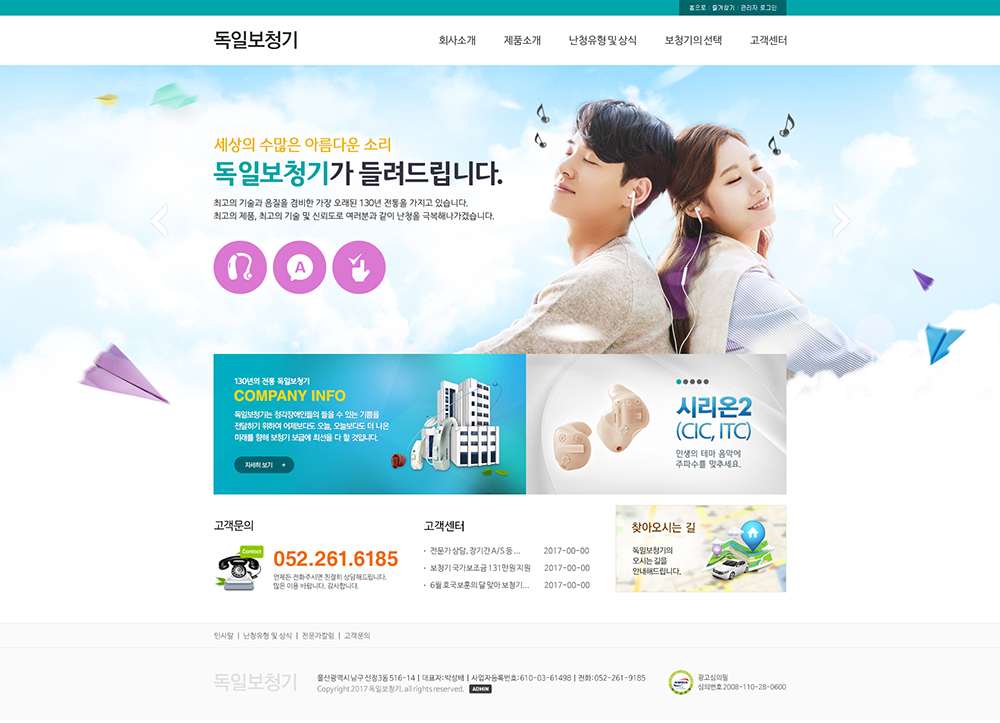 홈으로 | 즐겨찾기 | 관리자 로그인
독일보청기
회사소개 제품소개 난청유형 및 상식 보청기의 선택 고객센터
세상의 수많은 아름다운 소리
독일보청기가 들려드립니다.
최고의 기술과 음질을 겸비한 가장 오래된 130년 전통을 가지고 있습니다.
최고의 제품, 최고의 기술 및 신뢰도로 여러분과 같이 난청을 극복해나가겠습니다.
A
130년의 전통 독일보청기
COMPANY INFO
독일보청기는 청각장애인들의 들을 수 있는 기쁨을
전달하기 위하여 어제보다도 오늘, 오늘보다도 더 나은
미래를 향해 보청기 보급에 최선을 다 할 것입니다.
자세히 보기 +
시리온2
(CIC, ITC)
인생의 테마 음악에
주파수를 맞추세요.
고객문의
Contact
052.261.6185
언제든 전화주시면 친절히 상담해드립니다.
많은 이용 바랍니다. 감사합니다.
고객센터
· 전문가 상담, 장기간 A/S 등 ... 2017-00-00
· 보청기 국가보조금 131만원 지원 2017-00-00
· 6월 호국보훈의 달 맞아 보청기... 2017-00-00
찾아오시는 길
독일보청기의
오시는 길을
안내해드립니다.
인사말 | 난청유형 및 상식 | 전문가칼럼 | 고객문의
독일보청기
울산광역시 남구 신정3동 516-14 | 대표자:박성배 | 사업자등록번호:610-03-61498 | 전화:052-261-9185
Copyright 2017 독일보청기. all rights reserved. ADMIN
광고심의필
심의번호 2008-110-28-0600